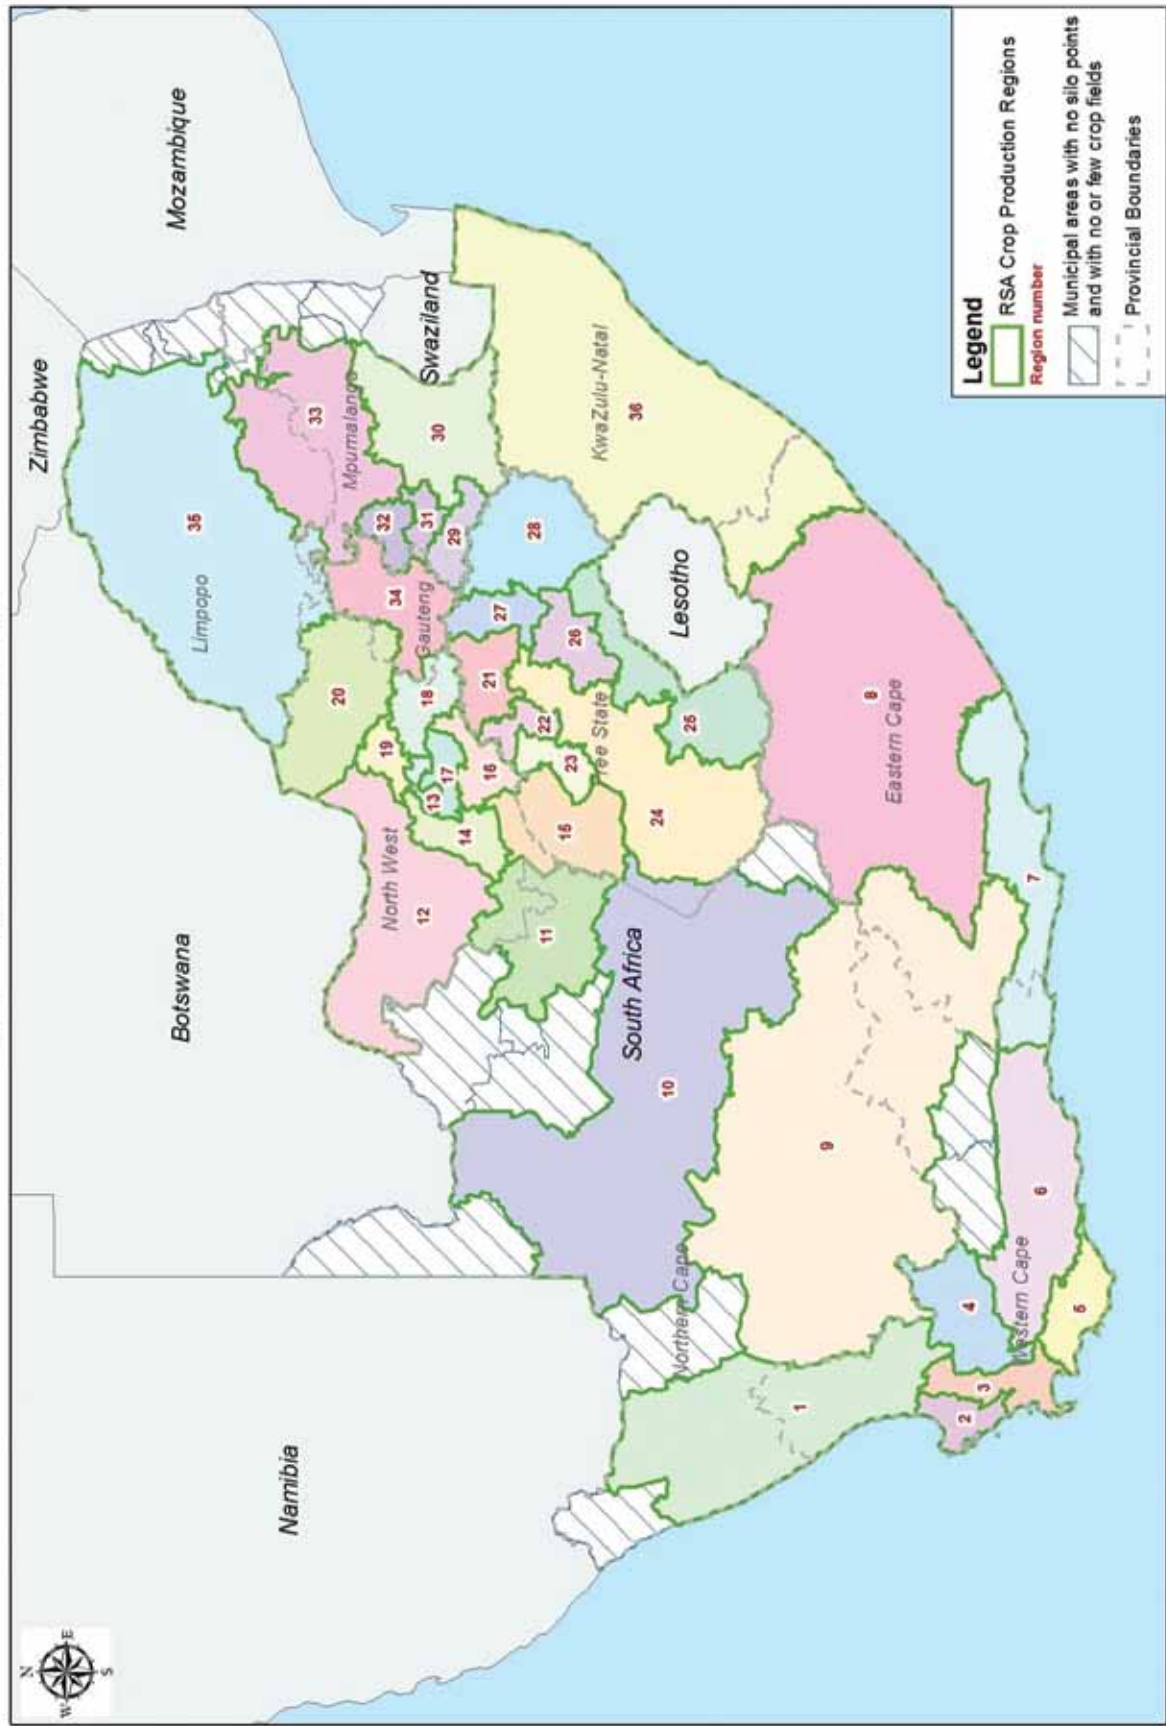 N
W
E
S
Zimbabwe
Mozambique
Botswana
Namibia
Swaziland
Lesotho
South Africa
Limpopo
Mpumalanga
Gauteng
North West
ree State
KwaZulu-Natal
Eastern Cape
Northern Cape
Western Cape
1
2
3
4
5
6
7
8
9
10
11
12
13
14
15
16
17
18
19
20
21
22
23
24
25
26
27
28
29
30
31
32
33
34
35
36
Legend
RSA Crop Production Regions
Region number
Municipal areas with no silo points
and with no or few crop fields
Provincial Boundaries